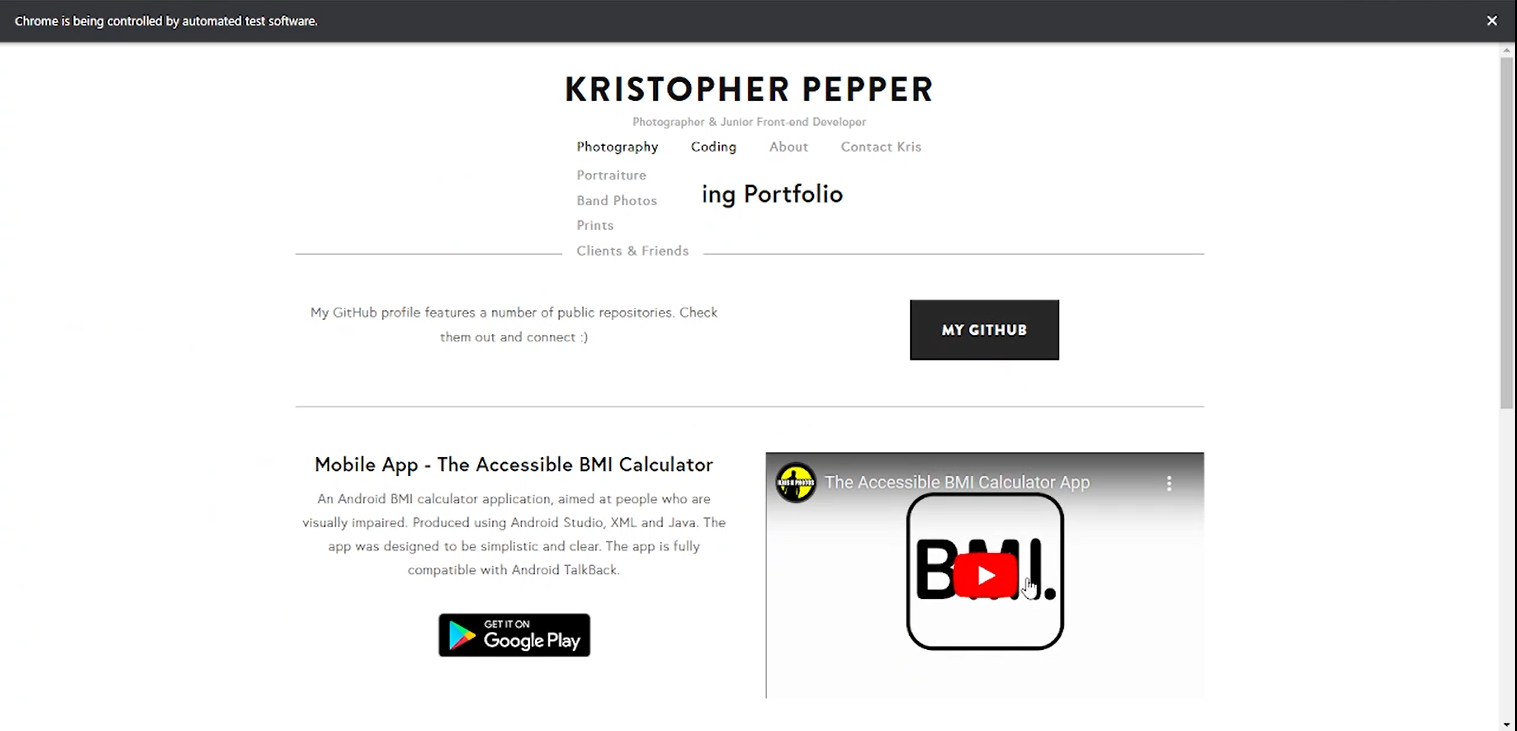 Chrome is being controlled by automated test software.
KRISTOPHER PEPPER
Photographer & Junior Front-end Developer
Photography Coding About Contact Kris
Portraiture
Band Photos
Prints
Clients & Friends
ing Portfolio
My GitHub profile features a number of public repositories. Check
them out and connect :)
MY GITHUB
Mobile App - The Accessible BMI Calculator
An Android BMI calculator application, aimed at people who are
visually impaired. Produced using Android Studio, XML and Java. The
app was designed to be simplistic and clear. The app is fully
compatible with Android TalkBack.
GET IT ON
Google Play
The Accessible BMI Calculator App
BMI.